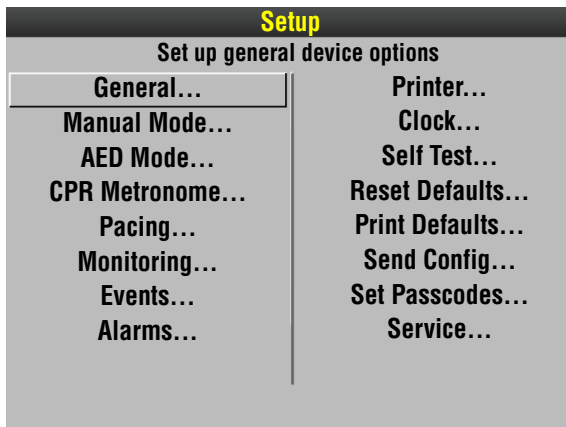 Setup
Set up general device options
General...
Manual Mode...
AED Mode...
CPR Metronome...
Pacing...
Monitoring...
Events...
Alarms...
Printer...
Clock...
Self Test...
Reset Defaults...
Print Defaults...
Send Config...
Set Passcodes...
Service...